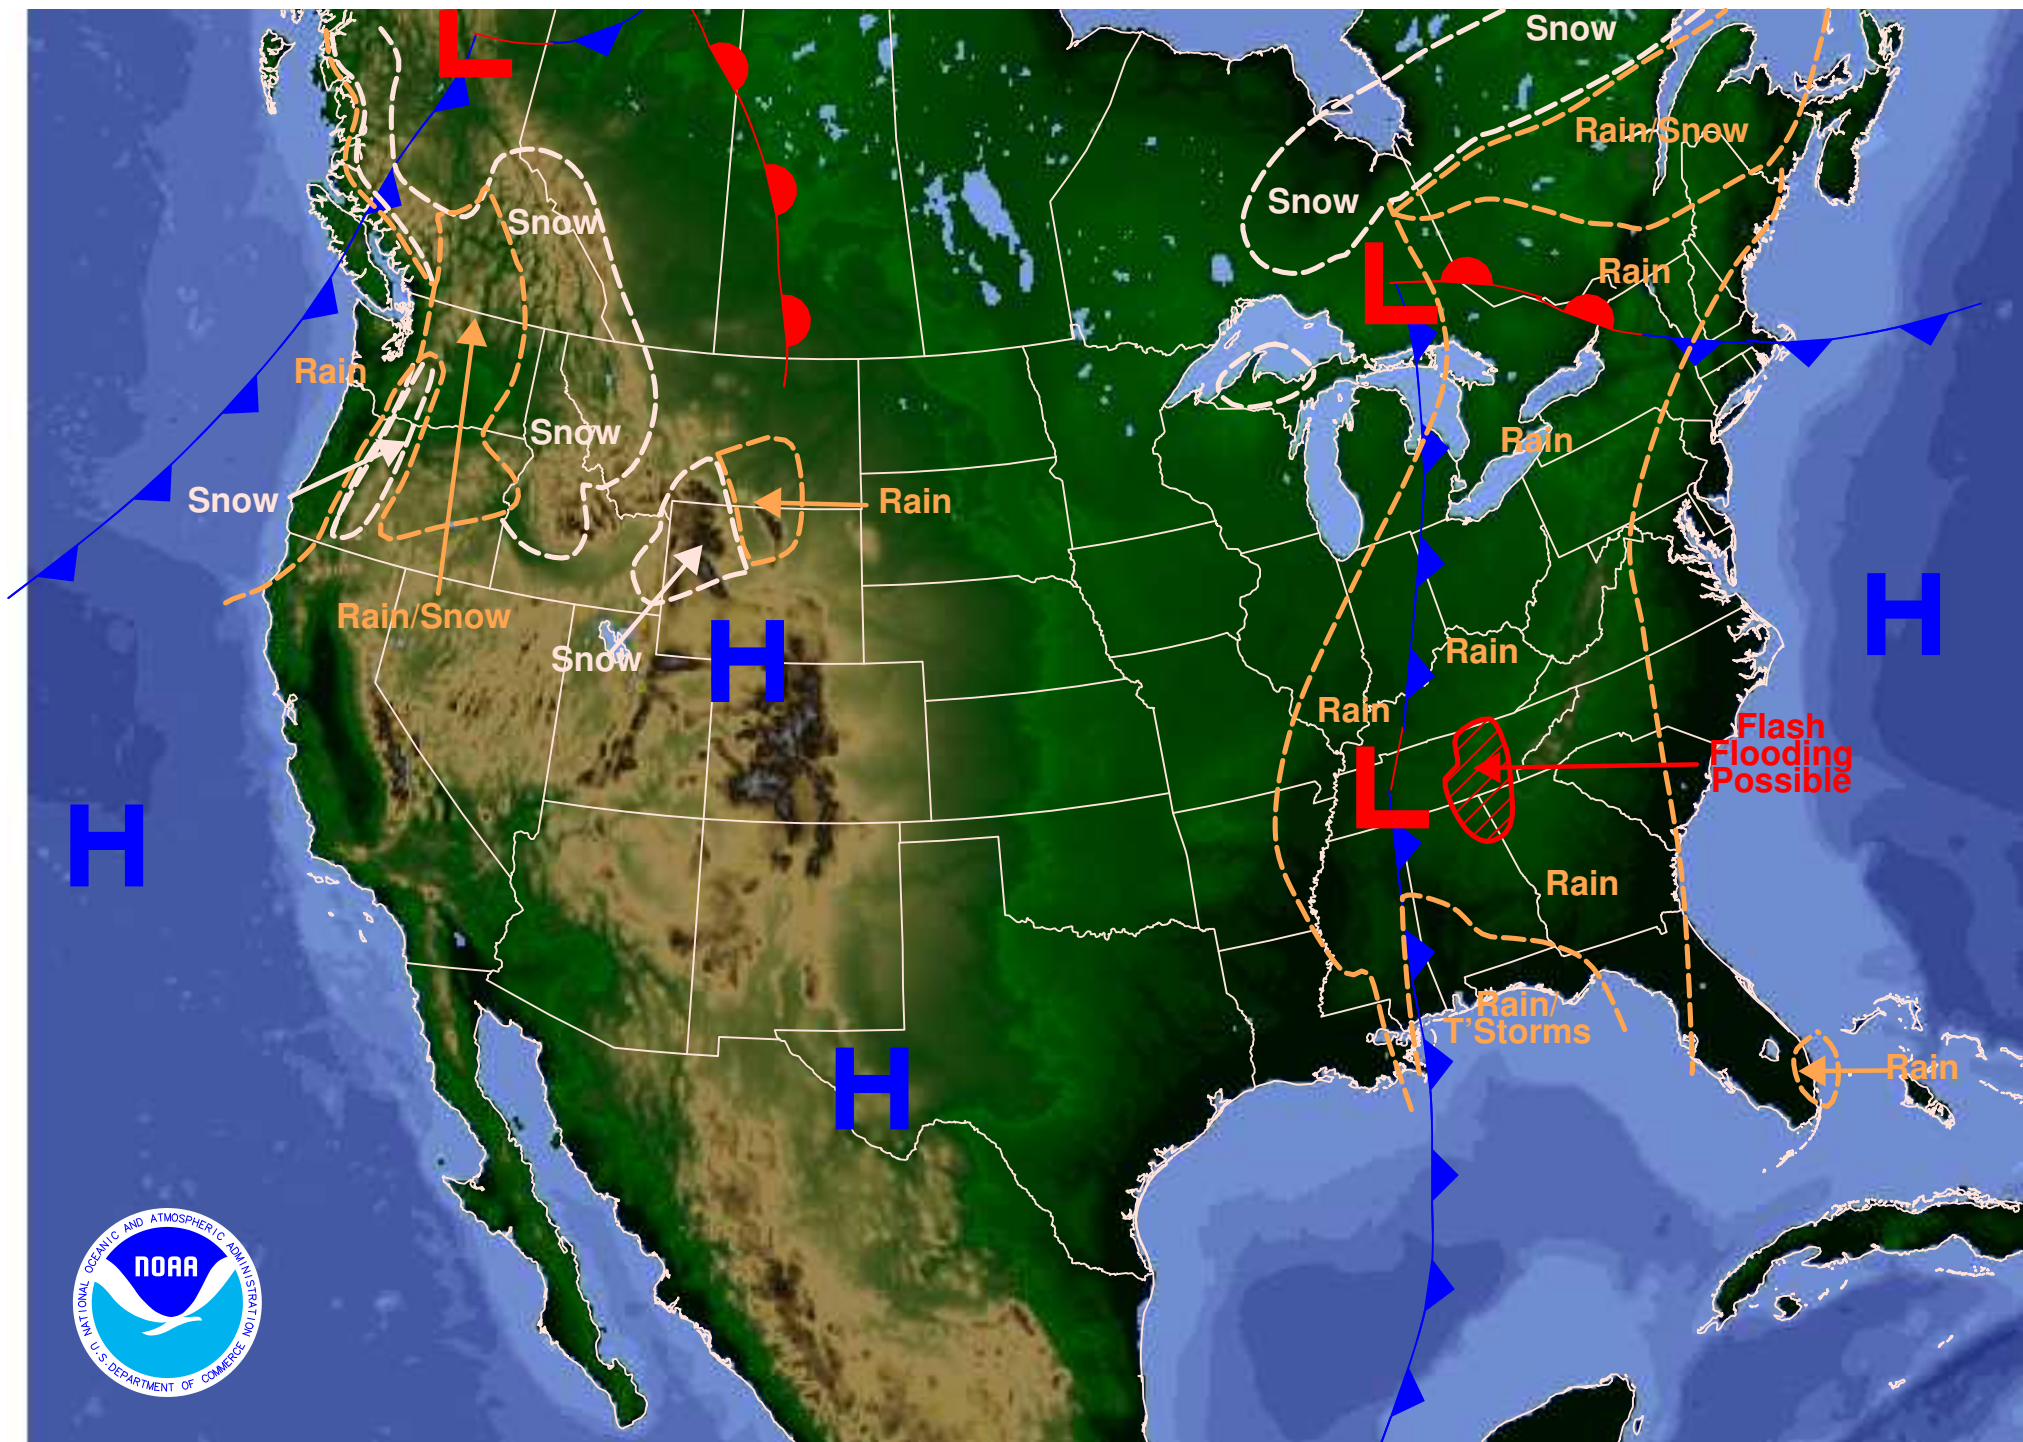 L
Snow
Rain/Snow
Snow
Snow
L
Rain
Rain
Snow
Rain
Snow
Rain
H
Rain/Snow
Snow
H
Rain
Rain
Flash
Flooding
Possible
L
H
Rain
Rain/
T'Storms
H
Rain
NATIONAL OCEANIC AND ATMOSPHERIC ADMINISTRATION
NOAA
U.S. DEPARTMENT OF COMMERCE